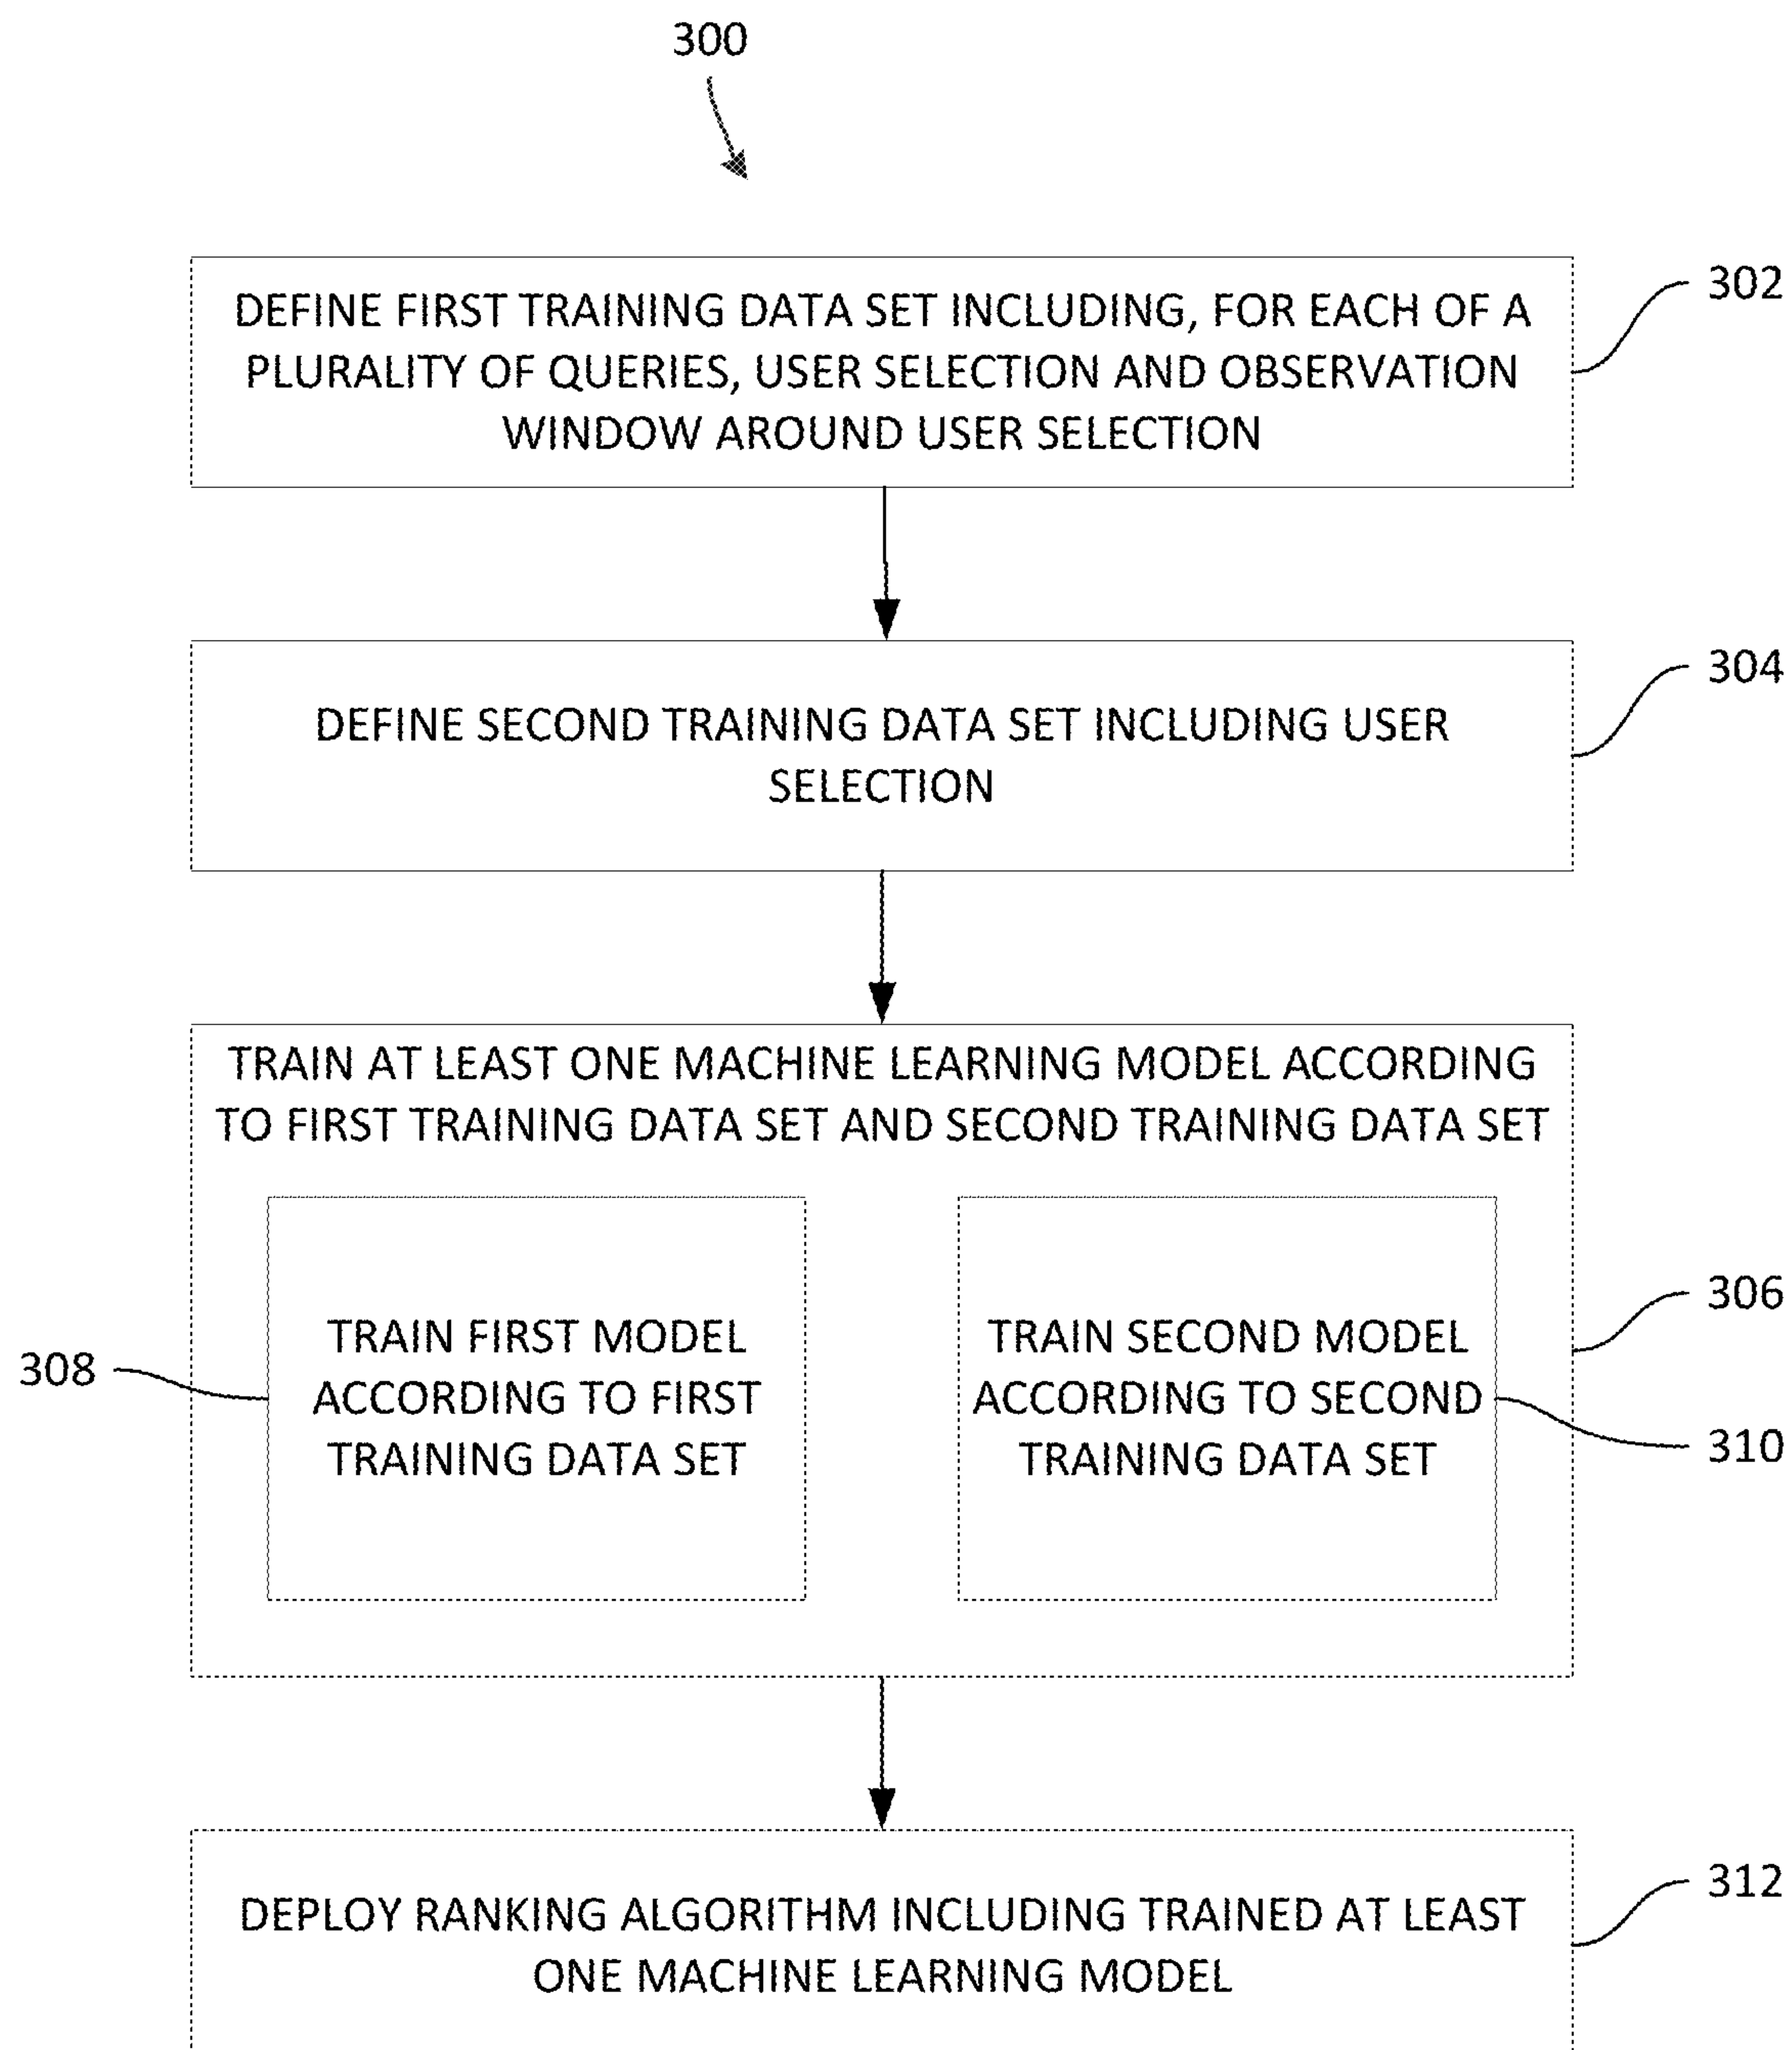 300
DEFINE FIRST TRAINING DATA SET INCLUDING, FOR EACH OF A
PLURALITY OF QUERIES, USER SELECTION AND OBSERVATION
WINDOW AROUND USER SELECTION
302
DEFINE SECOND TRAINING DATA SET INCLUDING USER
SELECTION
304
TRAIN AT LEAST ONE MACHINE LEARNING MODEL ACCORDING
TO FIRST TRAINING DATA SET AND SECOND TRAINING DATA SET
306
308
TRAIN FIRST MODEL
ACCORDING TO FIRST
TRAINING DATA SET
TRAIN SECOND MODEL
ACCORDING TO SECOND
TRAINING DATA SET
310
DEPLOY RANKING ALGORITHM INCLUDING TRAINED AT LEAST
ONE MACHINE LEARNING MODEL
312